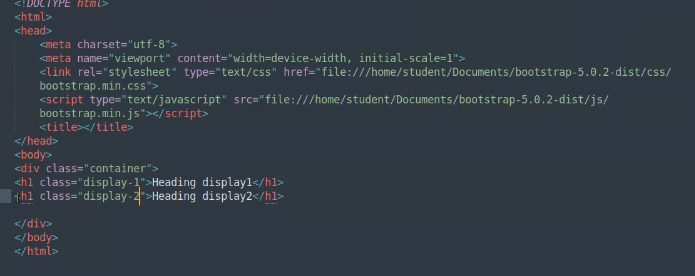 <!DOCTYPE html>
<html>
<head>
<meta charset="utf-8">
<meta name="viewport" content="width=device-width, initial-scale=1">
<link rel="stylesheet" type="text/css" href="file:///home/student/Documents/bootstrap-5.0.2-dist/css/
bootstrap.min.css">
<script type="text/javascript" src="file:///home/student/Documents/bootstrap-5.0.2-dist/js/
bootstrap.min.js"></script>
<title></title>
</head>
<body>
<div class="container">
<h1 class="display-1">Heading display1</h1>
<h1 class="display-2">Heading display2</h1>
</div>
</body>
</html>